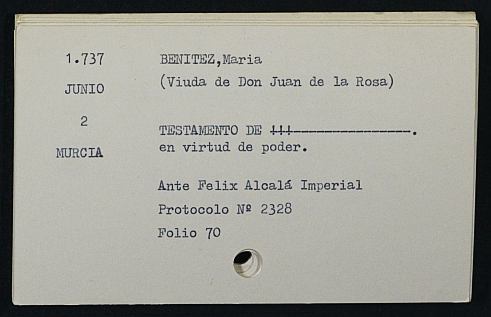 1.737
JUNIO
2
MURCIA
BENITEZ,Maria
(Viuda de Don Juan de la Rosa)
TESTAMENTO DE ‡‡‡-----------------.
en virtud de poder.
Ante Felix Alcalá Imperial
Protocolo Nº 2328
Folio 70